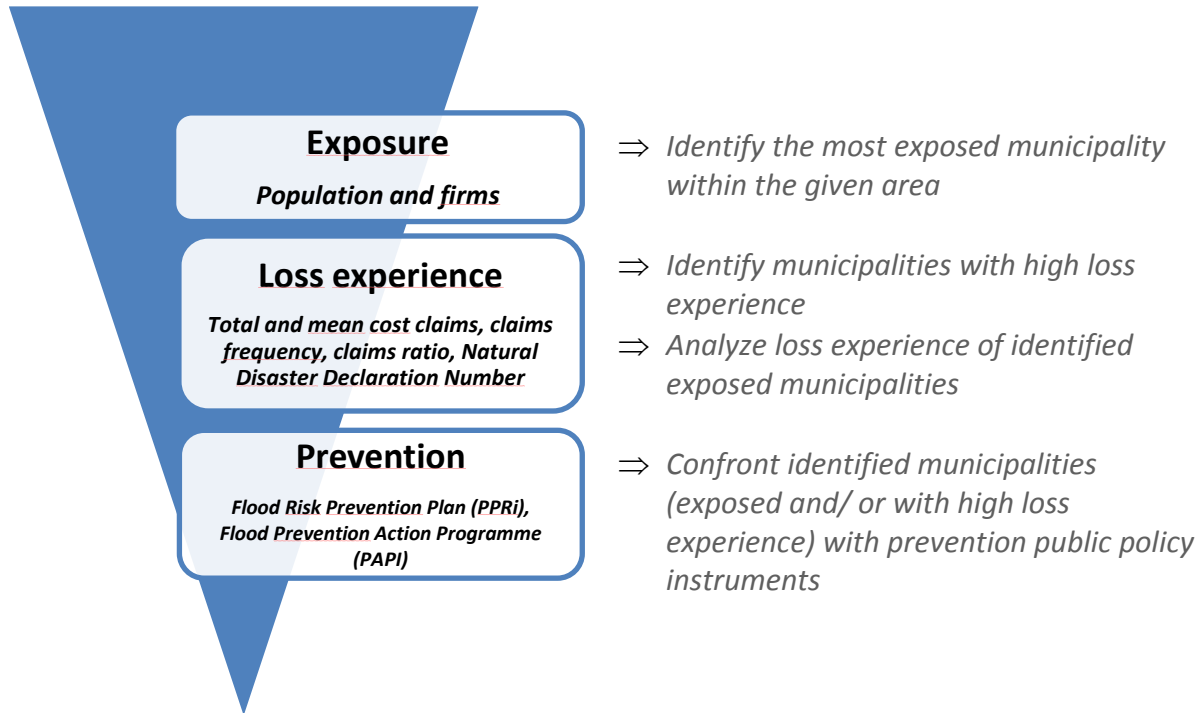 Exposure
Population and firms
⇒ Identify the most exposed municipality
within the given area
Loss experience
Total and mean cost claims, claims
frequency, claims ratio, Natural
Disaster Declaration Number
⇒ Identify municipalities with high loss
experience
⇒ Analyze loss experience of identified
exposed municipalities
Prevention
Flood Risk Prevention Plan (PPRi),
Flood Prevention Action Programme
(PAPI)
⇒ Confront identified municipalities
(exposed and/ or with high loss
experience) with prevention public policy
instruments